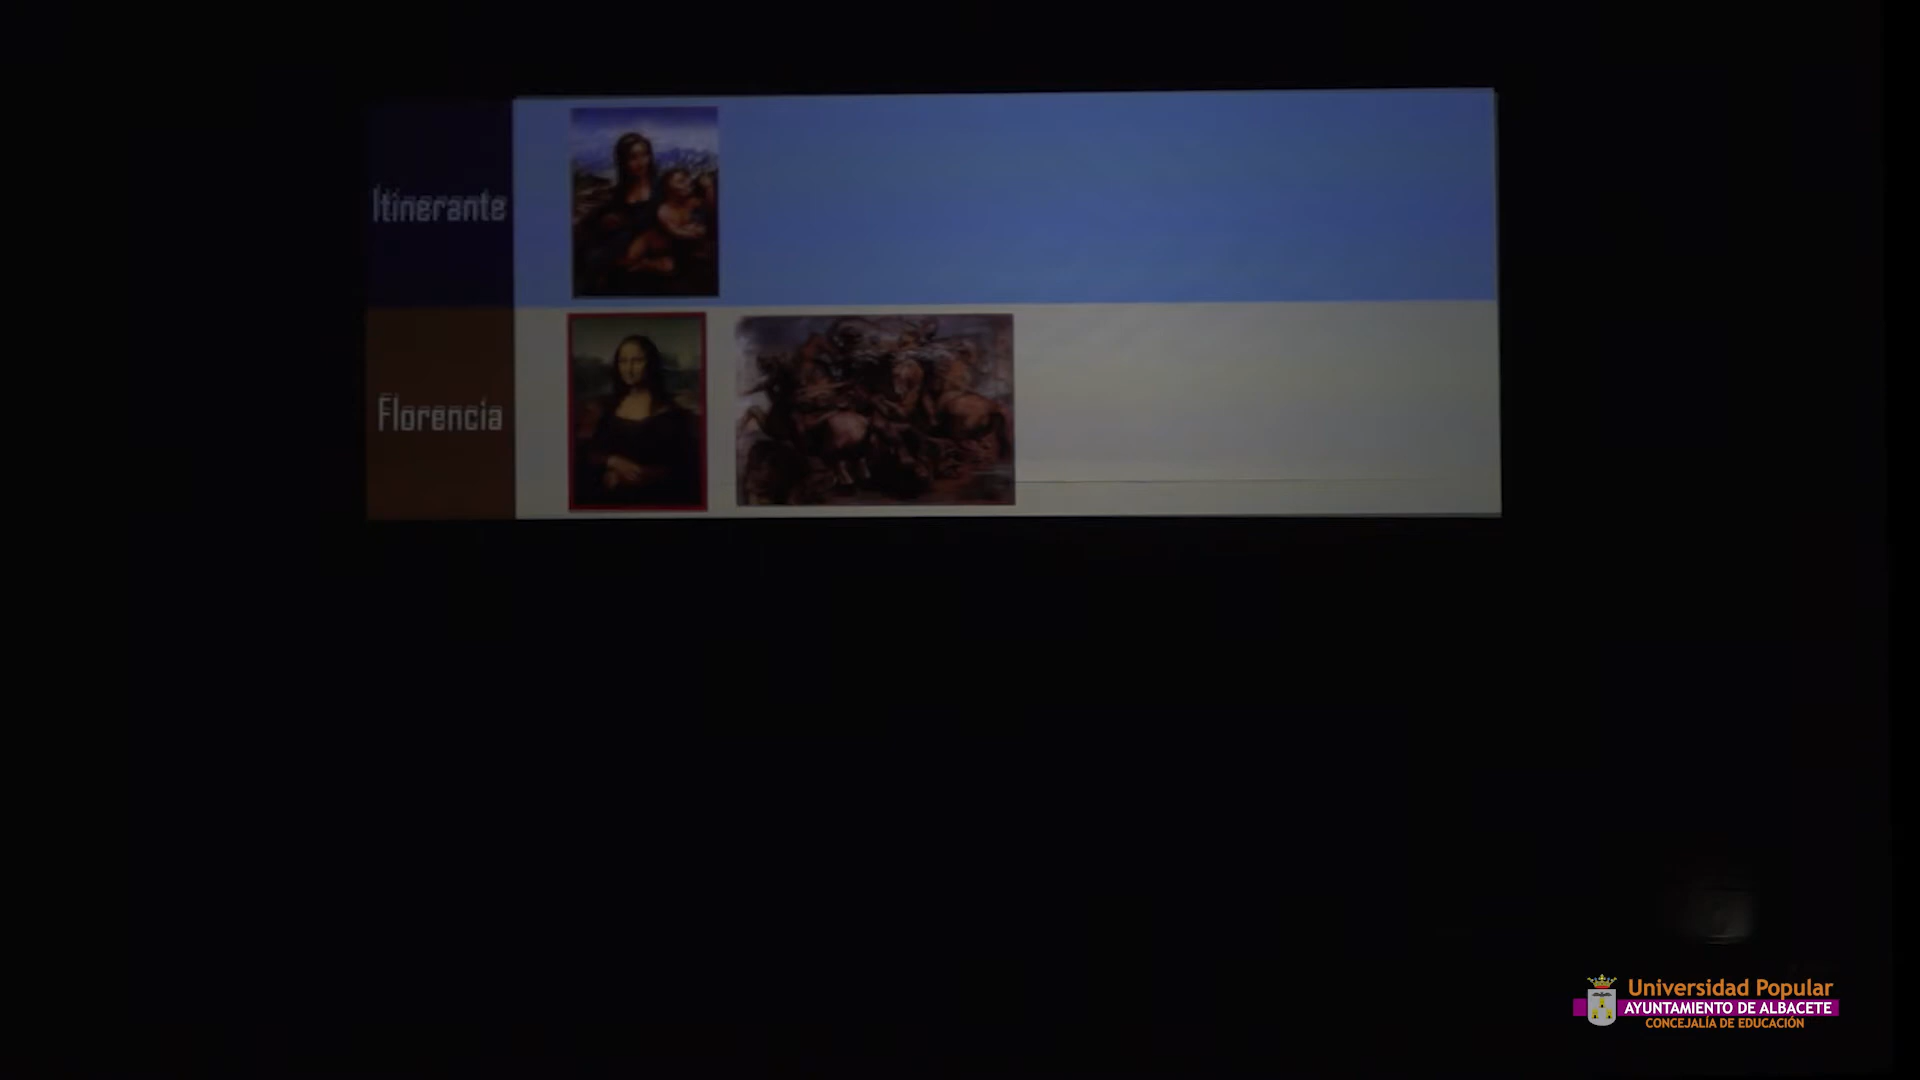 Itinerante
Florencia
Universidad Popular
AYUNTAMIENTO DE ALBACETE
CONCEJALÍA DE EDUCACIÓN